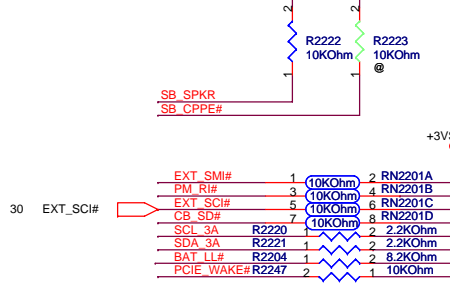 2 2
R2222 R2223
10KOhm 10KOhm
@
1 1
SB_SPKR
SB_CPPE#
+3VS
EXT_SMI# 1 10KOhm 2 RN2201A
PM_RI# 3 10KOhm 4 RN2201B
30 EXT_SCI# EXT_SCI# 5 10KOhm 6 RN2201C
CB_SD# 7 10KOhm 8 RN2201D
SCL_3A R2220 1 2 2.2KOhm
SDA_3A R2221 1 2 2.2KOhm
BAT_LL# R2204 1 2 8.2KOhm
PCIE_WAKE# R2247 2 1 10KOhm